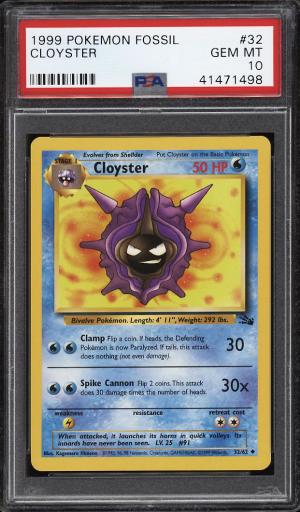 1999 POKEMON FOSSIL #32
CLOYSTER GEM MT
10
PSA 41471498
Evolves from Shellder Put Cloyster on the Basic Pokémon
STAGE 1
Cloyster 50 HP
Bivalve Pokémon. Length: 4' 11", Weight: 292 lbs.
Clamp Flip a coin. If heads, the Defending
Pokémon is now Paralyzed. If tails, this attack
does nothing (not even damage).
30
Spike Cannon Flip 2 coins. This attack
does 30 damage times the number of heads.
30x
weakness resistance retreat cost
When attacked, it launches its horns in quick volleys. Its
innards have never been seen. LV. 25 #91
32/62